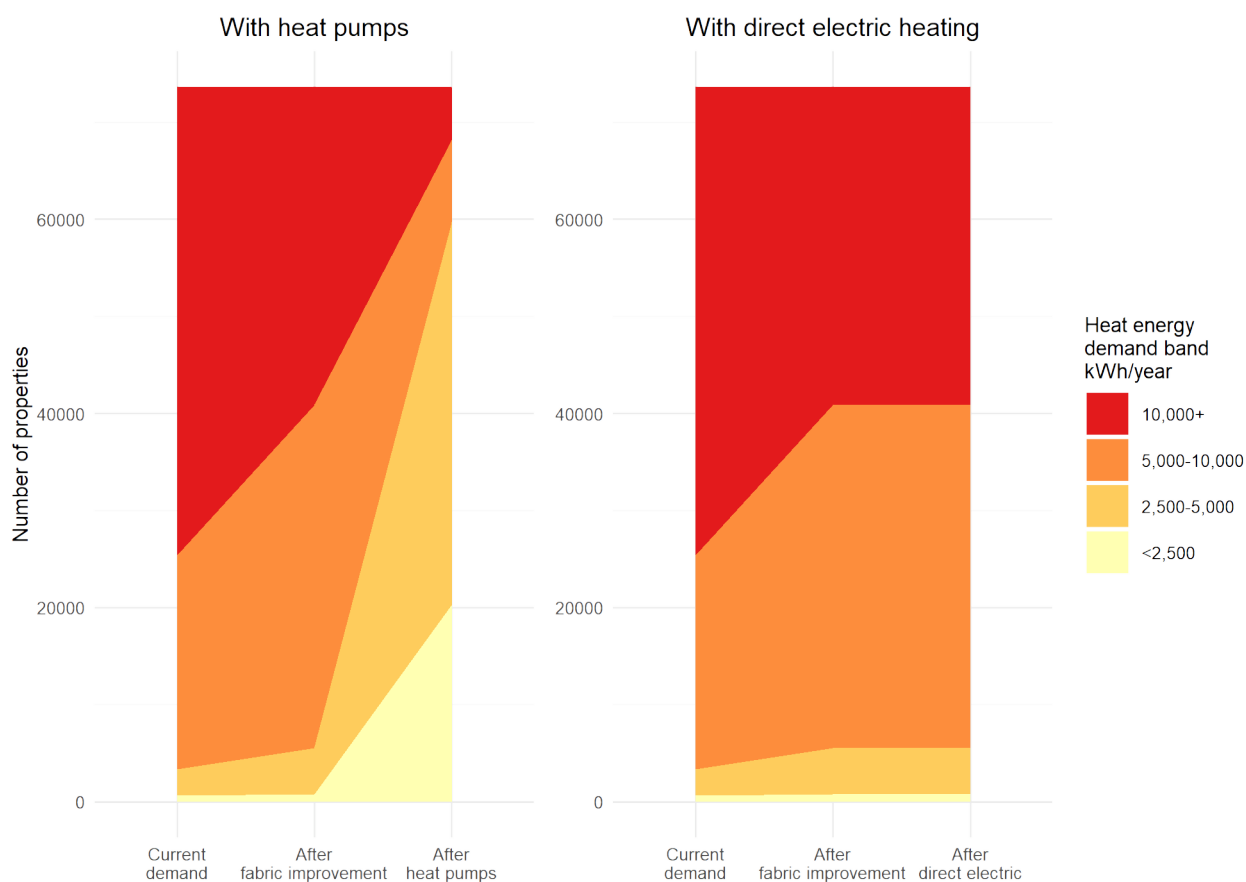 With heat pumps
With direct electric heating
Number of properties
60000
40000
20000
0
60000
40000
20000
0
Current
demand
After
fabric improvement
After
heat pumps
Current
demand
After
fabric improvement
After
direct electric
Heat energy
demand band
kWh/year
10,000+
5,000-10,000
2,500-5,000
<2,500